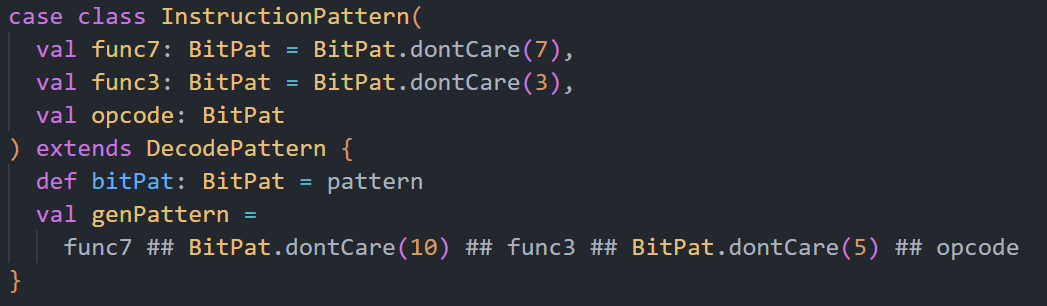 case class InstructionPattern(
  val func7: BitPat = BitPat.dontCare(7),
  val func3: BitPat = BitPat.dontCare(3),
  val opcode: BitPat
) extends DecodePattern {
  def bitPat: BitPat = pattern
  val genPattern =
    func7 ## BitPat.dontCare(10) ## func3 ## BitPat.dontCare(5) ## opcode
}